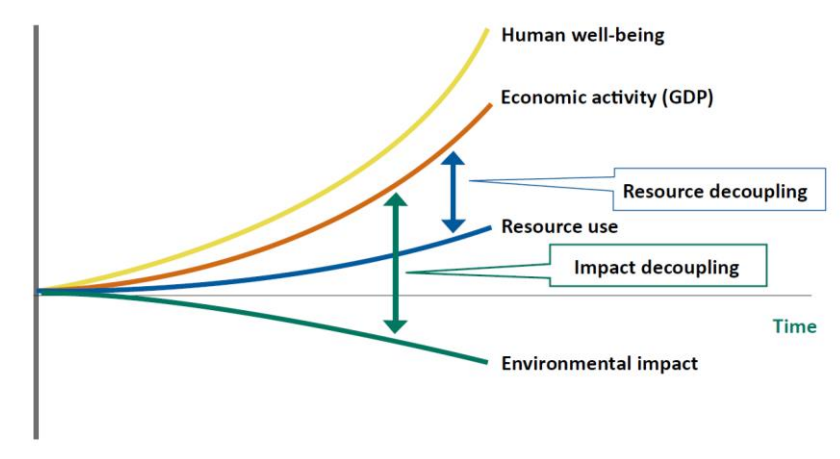 Human well-being
Economic activity (GDP)
Resource decoupling
Resource use
Impact decoupling
Time
Environmental impact